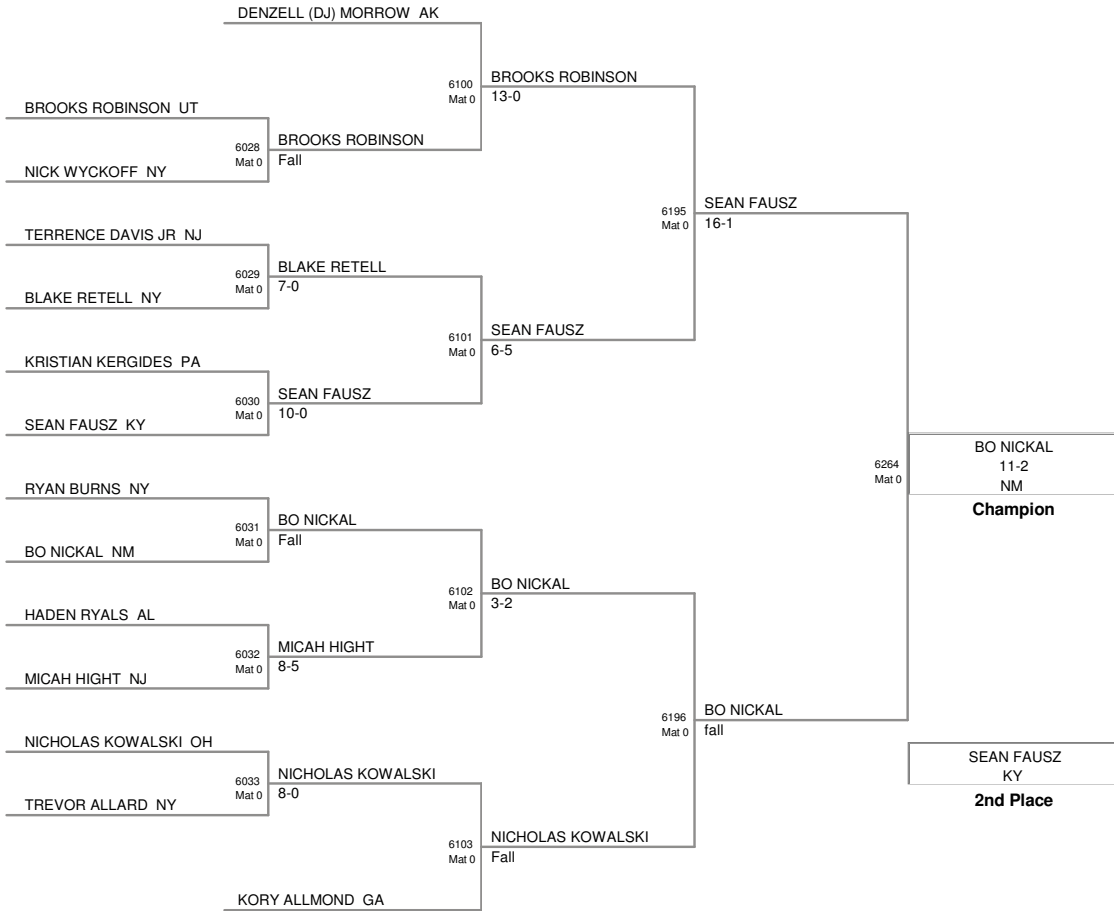 DENZELL (DJ) MORROW AK
6100
Mat 0
BROOKS ROBINSON
13-0
BROOKS ROBINSON UT
6028
Mat 0
BROOKS ROBINSON
Fall
NICK WYCKOFF NY
6195
Mat 0
SEAN FAUSZ
16-1
TERRENCE DAVIS JR NJ
6029
Mat 0
BLAKE RETELL
7-0
BLAKE RETELL NY
6101
Mat 0
SEAN FAUSZ
6-5
KRISTIAN KERGIDES PA
6030
Mat 0
SEAN FAUSZ
10-0
SEAN FAUSZ KY
6264
Mat 0
BO NICKAL
11-2
NM
Champion
RYAN BURNS NY
6031
Mat 0
BO NICKAL
Fall
BO NICKAL NM
6102
Mat 0
BO NICKAL
3-2
HADEN RYALS AL
6032
Mat 0
MICAH HIGHT
8-5
MICAH HIGHT NJ
6196
Mat 0
BO NICKAL
fall
NICHOLAS KOWALSKI OH
6033
Mat 0
NICHOLAS KOWALSKI
8-0
TREVOR ALLARD NY
SEAN FAUSZ
KY
2nd Place
6103
Mat 0
NICHOLAS KOWALSKI
Fall
KORY ALLMOND GA